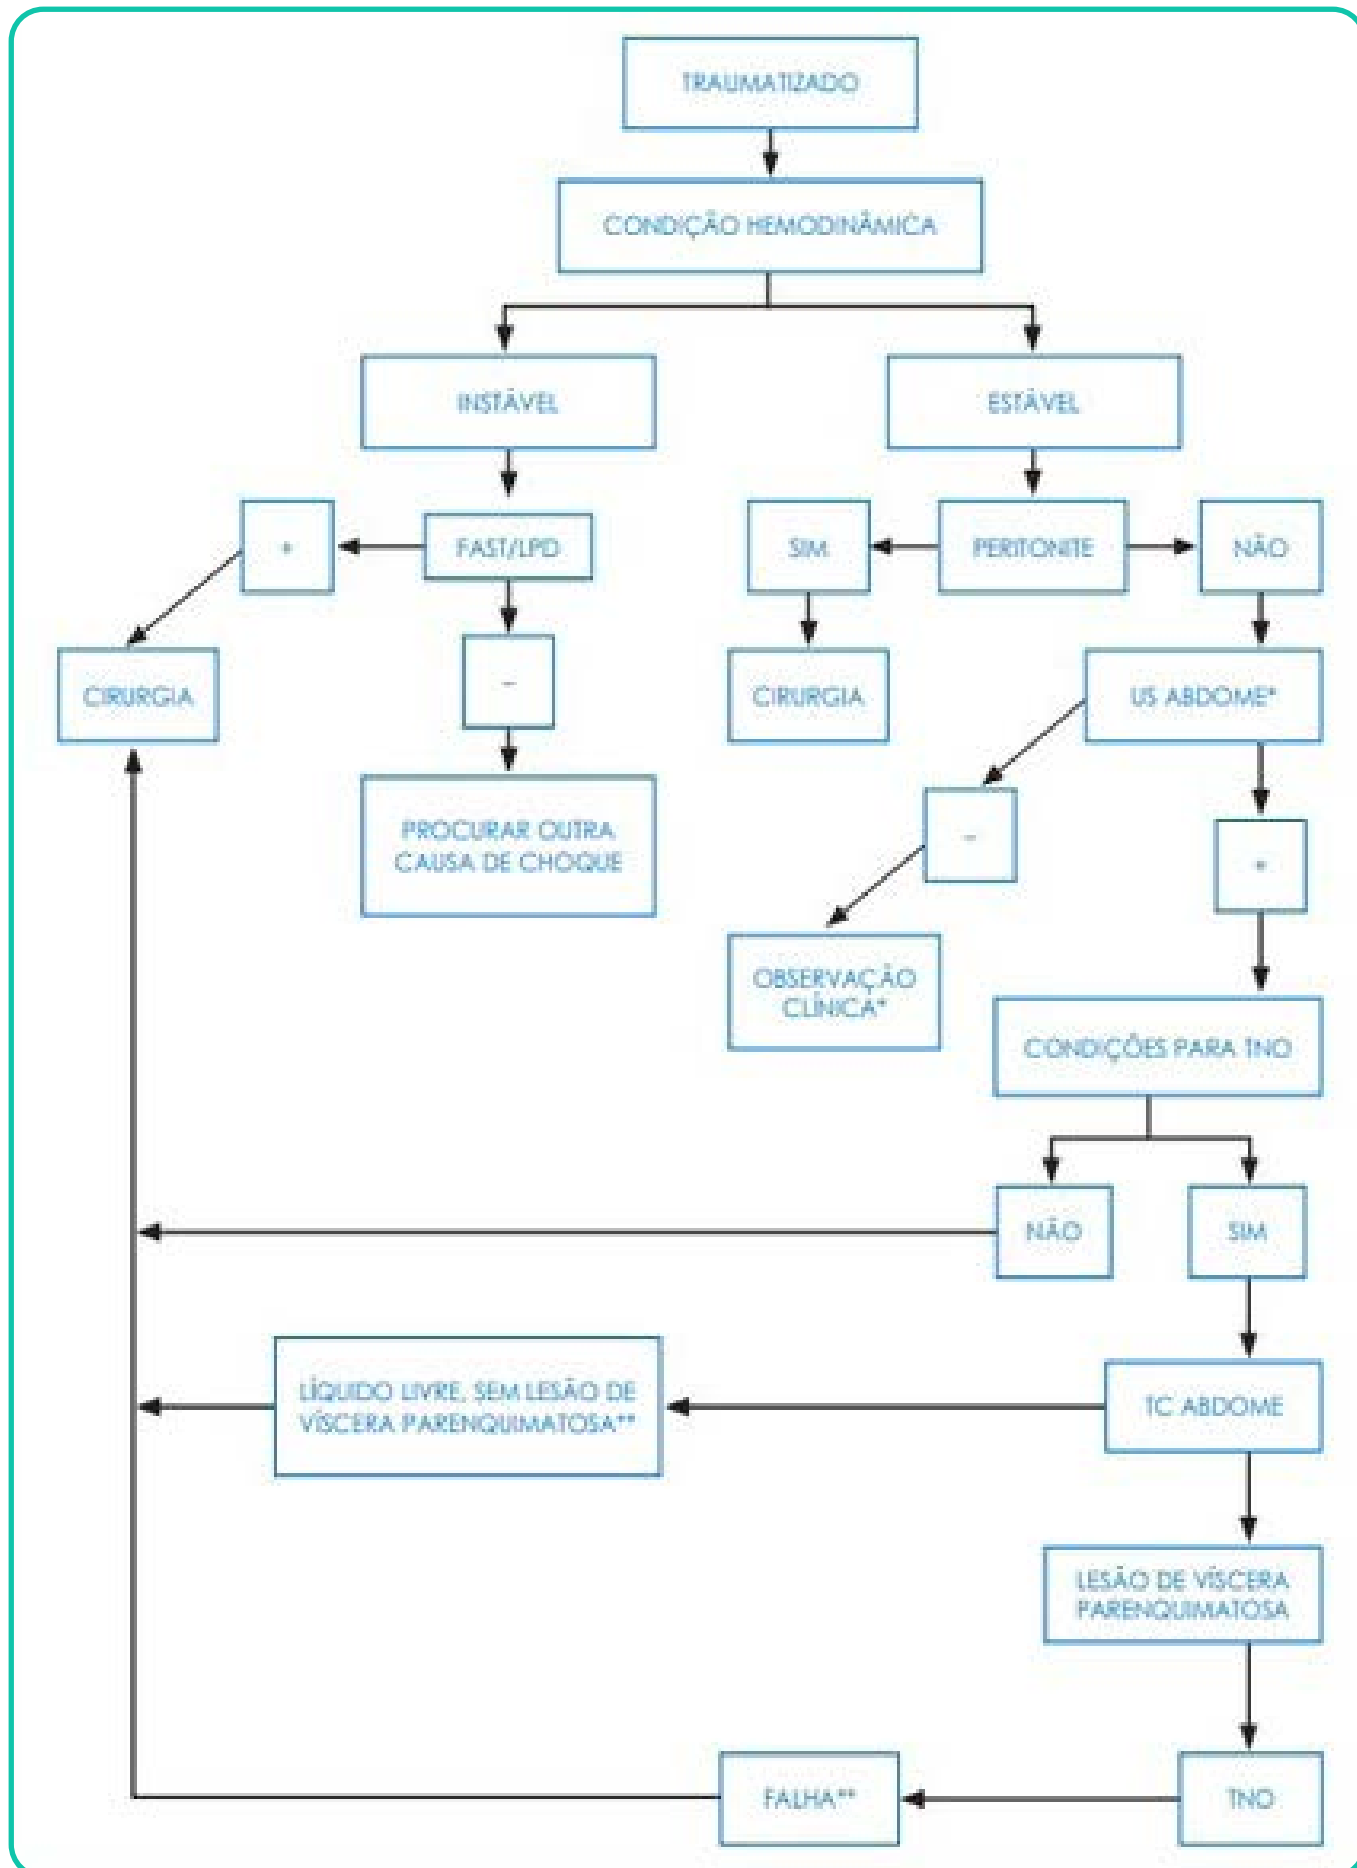 TRAUMATIZADO
CONDIÇÃO HEMODINÂMICA
INSTÁVEL
ESTÁVEL
+
FAST/LPD
SIM
PERITONITE
NÃO
CIRURGIA
-
CIRURGIA
US ABDOME*
PROCURAR OUTRA
CAUSA DE CHOQUE
-
+
OBSERVAÇÃO
CLÍNICA*
CONDIÇÕES PARA TNO
NÃO
SIM
LÍQUIDO LIVRE, SEM LESÃO DE
VÍSCERA PARENQUIMATOSA**
TC ABDOME
LESÃO DE VÍSCERA
PARENQUIMATOSA
FALHA**
TNO